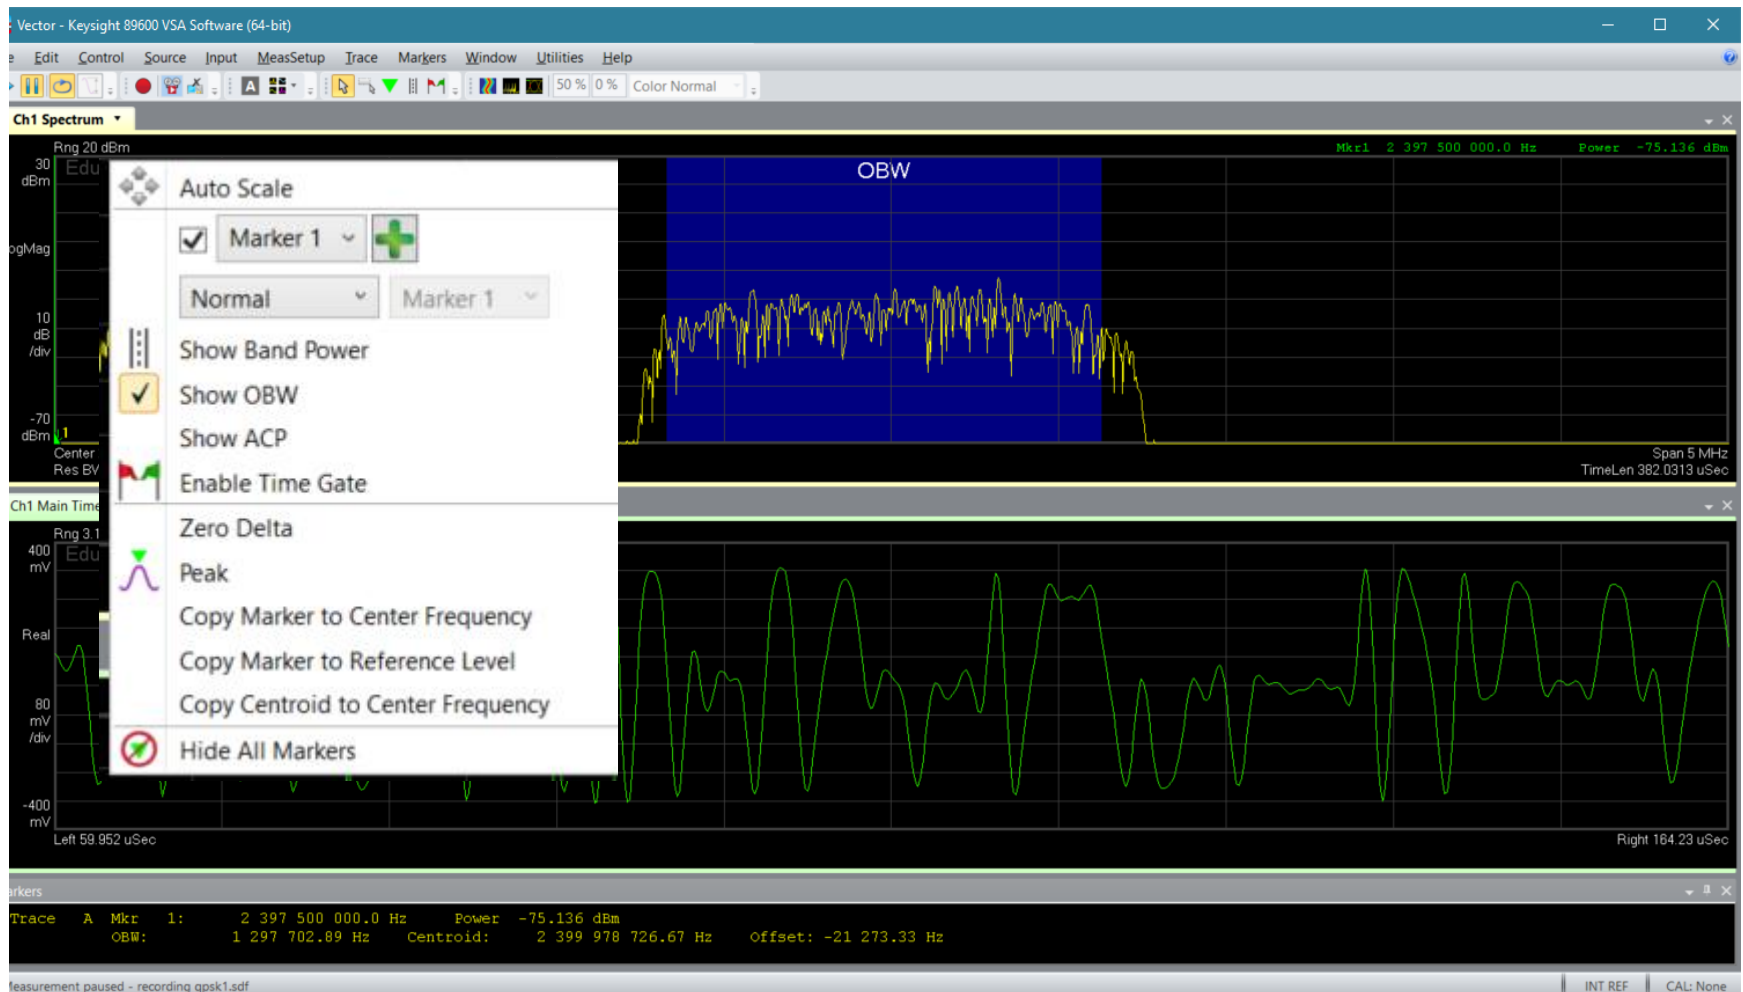 Vector - Keysight 89600 VSA Software (64-bit)
Edit Control Source Input MeasSetup Trace Markers Window Utilities Help
A 50 % 0 % Color Normal
Ch1 Spectrum
Rng 20 dBm
Mkr1 2 397 500 000.0 Hz Power -75.136 dBm
30
dBm
Edu
ogMag
10
dB
/div
-70
dBm
1
Center
Res BV
OBW
Span 5 MHz
TimeLen 382.0313 uSec
Auto Scale
Marker 1
Normal Marker 1
Show Band Power
Show OBW
Show ACP
Enable Time Gate
Zero Delta
Peak
Copy Marker to Center Frequency
Copy Marker to Reference Level
Copy Centroid to Center Frequency
Hide All Markers
Ch1 Main Time
Rng 3.1
400
mV
Edu
Real
80
mV
/div
-400
mV
Left 59.952 uSec
Right 164.23 uSec
arkers
Trace A Mkr 1: 2 397 500 000.0 Hz Power -75.136 dBm
OBW: 1 297 702.89 Hz Centroid: 2 399 978 726.67 Hz Offset: -21 273.33 Hz
Measurement paused - recording qpsk1.sdf
INT REF CAL: None